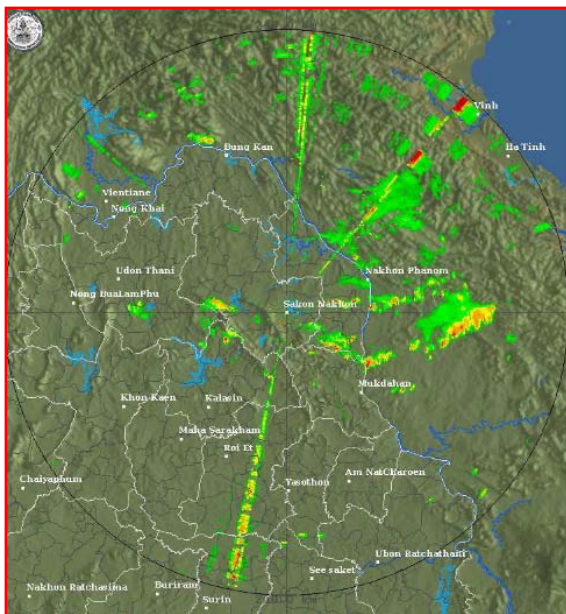 Vinh
Ha Tinh
Bung Kan
Vientiane
Nong Khai
Udon Thani
Nakhon Phanom
Nong BuaLamPhu
Sakon Nakhon
Mukdahan
Khon Kaen
Kalasin
Maha Sarakham
Roi Et
Chaiyaphum
Yasothon
Am NatCharoen
See saket
Ubon Ratchathani
Nakhon Ratchasima
Buriram
Surin